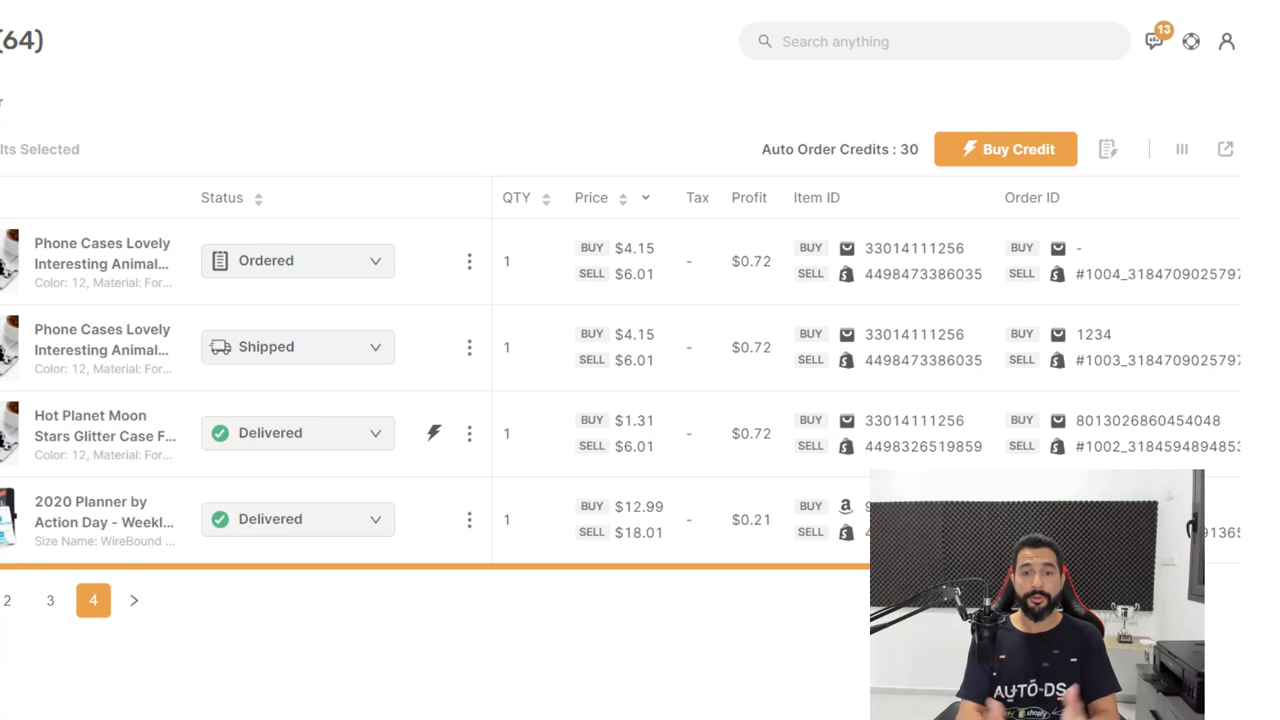 (64)
Search anything
13
r
lts Selected
Auto Order Credits : 30
Buy Credit
Status
QTY
Price
Tax
Profit
Item ID
Order ID
Phone Cases Lovely
Interesting Animal...
Color: 12, Material: For...
Ordered
1
BUY $4.15
SELL $6.01
-
$0.72
BUY 33014111256
SELL 4498473386035
BUY -
SELL #1004_3184709025797
Phone Cases Lovely
Interesting Animal...
Color: 12, Material: For...
Shipped
1
BUY $4.15
SELL $6.01
-
$0.72
BUY 33014111256
SELL 4498473386035
BUY 1234
SELL #1003_3184709025797
Hot Planet Moon
Stars Glitter Case F...
Color: 12, Material: For...
Delivered
1
BUY $1.31
SELL $6.01
-
$0.72
BUY 33014111256
SELL 4498326519859
BUY 8013026860454048
SELL #1002_3184594894853
2020 Planner by
Action Day - Weekl...
Size Name: WireBound ...
Delivered
1
BUY $12.99
SELL $18.01
-
$0.21
BUY
SELL
91365
2 3 4
AUTO-DS
shopify